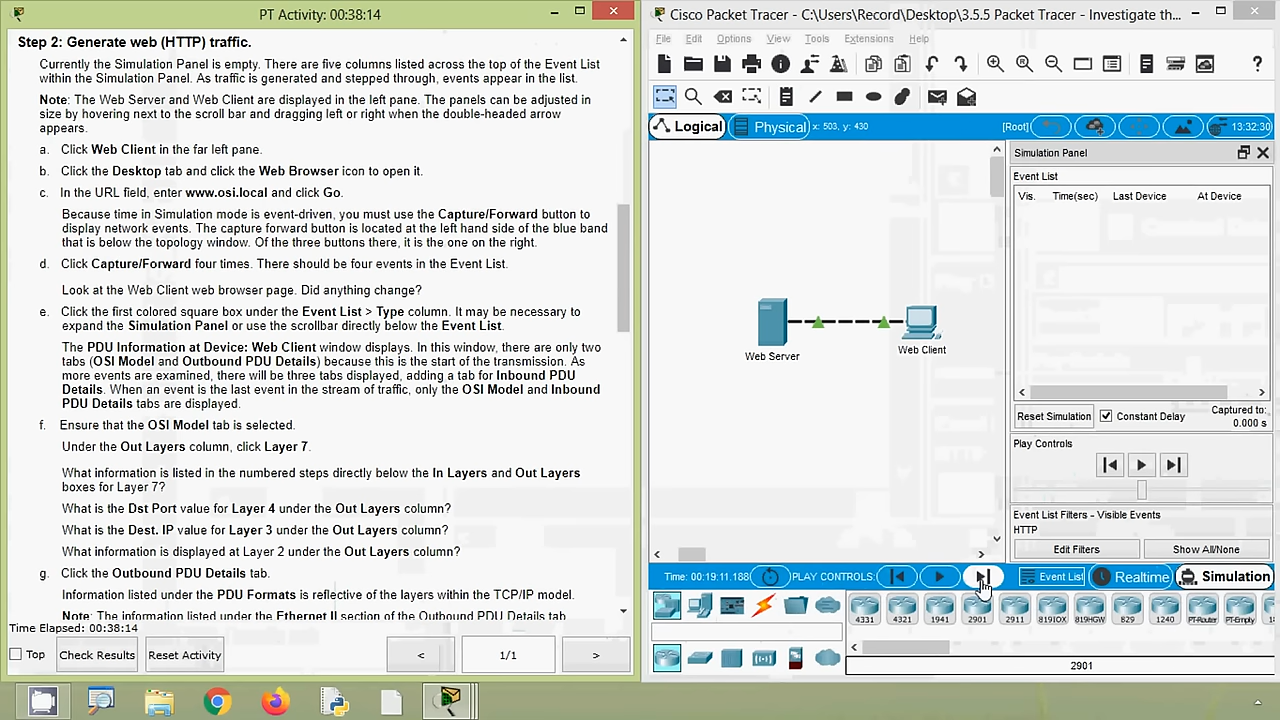 PT Activity: 00:38:14
Step 2: Generate web (HTTP) traffic.
Currently the Simulation Panel is empty. There are five columns listed across the top of the Event List
within the Simulation Panel. As traffic is generated and stepped through, events appear in the list.
Note: The Web Server and Web Client are displayed in the left pane. The panels can be adjusted in
size by hovering next to the scroll bar and dragging left or right when the double-headed arrow
appears.
a. Click Web Client in the far left pane.
b. Click the Desktop tab and click the Web Browser icon to open it.
c. In the URL field, enter www.osi.local and click Go.
Because time in Simulation mode is event-driven, you must use the Capture/Forward button to
display network events. The capture forward button is located at the left hand side of the blue band
that is below the topology window. Of the three buttons there, it is the one on the right.
d. Click Capture/Forward four times. There should be four events in the Event List.
Look at the Web Client web browser page. Did anything change?
e. Click the first colored square box under the Event List > Type column. It may be necessary to
expand the Simulation Panel or use the scrollbar directly below the Event List.
The PDU Information at Device: Web Client window displays. In this window, there are only two
tabs (OSI Model and Outbound PDU Details) because this is the start of the transmission. As
more events are examined, there will be three tabs displayed, adding a tab for Inbound PDU
Details. When an event is the last event in the stream of traffic, only the OSI Model and Inbound
PDU Details tabs are displayed.
f. Ensure that the OSI Model tab is selected.
Under the Out Layers column, click Layer 7.
What information is listed in the numbered steps directly below the In Layers and Out Layers
boxes for Layer 7?
What is the Dst Port value for Layer 4 under the Out Layers column?
What is the Dest. IP value for Layer 3 under the Out Layers column?
What information is displayed at Layer 2 under the Out Layers column?
g. Click the Outbound PDU Details tab.
Information listed under the PDU Formats is reflective of the layers within the TCP/IP model.
Note: The information listed under the Ethernet II section of the Outbound PDU Details tab
Time Elapsed: 00:38:14
Top Check Results Reset Activity < 1/1 >
Cisco Packet Tracer - C:\Users\Record\Desktop\3.5.5 Packet Tracer - Investigate th...
File Edit Options View Tools Extensions Help
Logical Physical x: 503, y: 430 [Root] 13:32:30
Web Server
Web Client
Simulation Panel
Event List
Vis. Time(sec) Last Device At Device
Reset Simulation Constant Delay Captured to:
0.000 s
Play Controls
Event List Filters - Visible Events
HTTP
Edit Filters Show All/None
Time: 00:19:11.188 PLAY CONTROLS: Event List Realtime Simulation
4331 4321 1941 2901 2911 819IOX 819HGW 829 1240 PT-Router PT-Empty
2901